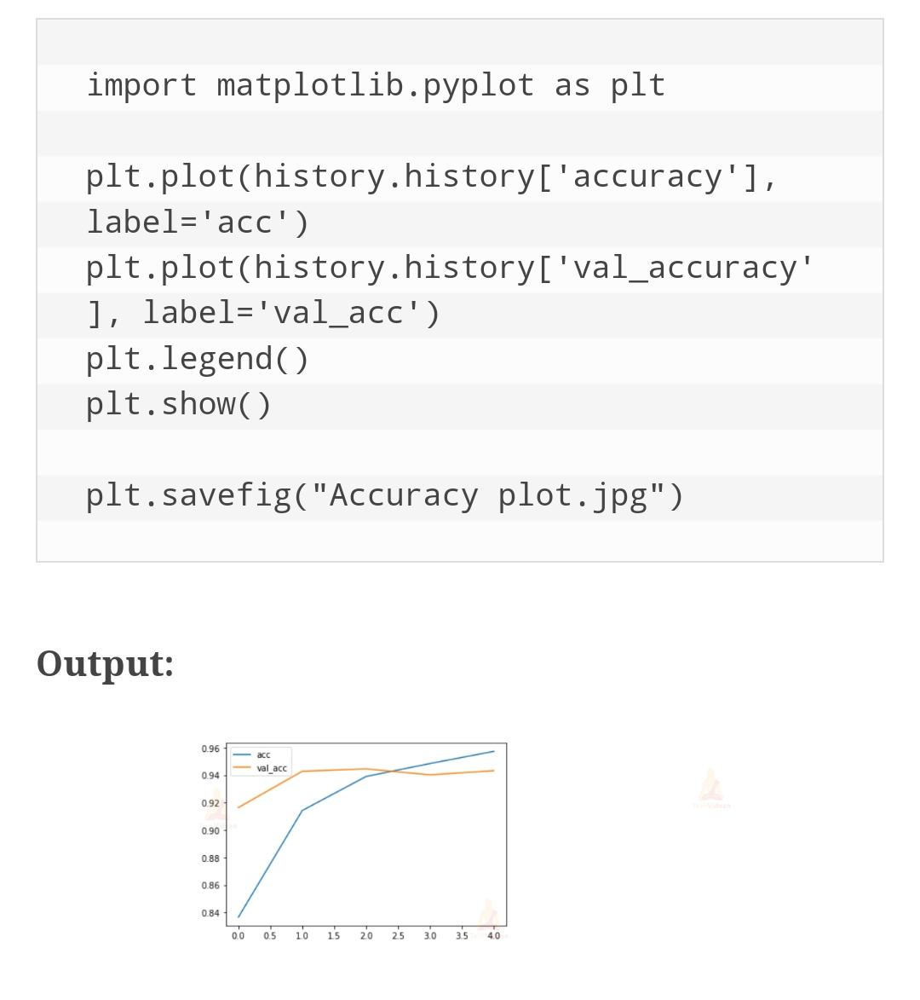 import matplotlib.pyplot as plt
plt.plot(history.history['accuracy'],
label='acc')
plt.plot(history.history['val_accuracy'
], label='val_acc')
plt.legend()
plt.show()
plt.savefig("Accuracy plot.jpg")
Output:
0.96
0.94
0.92
0.90
0.88
0.86
0.84
acc
val_acc
0.0 0.5 1.0 1.5 2.0 2.5 3.0 3.5 4.0